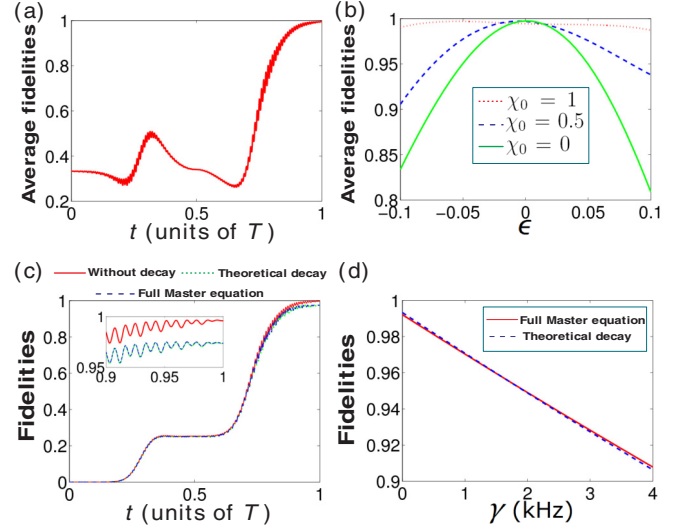 (a)
Average fidelities
1
0.8
0.6
0.4
0.2
0
0.5
1
t (units of T)
(b)
Average fidelities
1
0.95
0.9
0.85
0.8
−0.1
−0.05
0
0.05
0.1
ϵ
χ₀ = 1
χ₀ = 0.5
χ₀ = 0
(c)
Without decay
Theoretical decay
Full Master equation
Fidelities
1
0.8
0.6
0.4
0.2
0
0
0.5
1
t (units of T)
1
0.95
0.9
0.95
1
(d)
Fidelities
1
0.98
0.96
0.94
0.92
0.9
0
1
2
3
4
γ (kHz)
Full Master equation
Theoretical decay